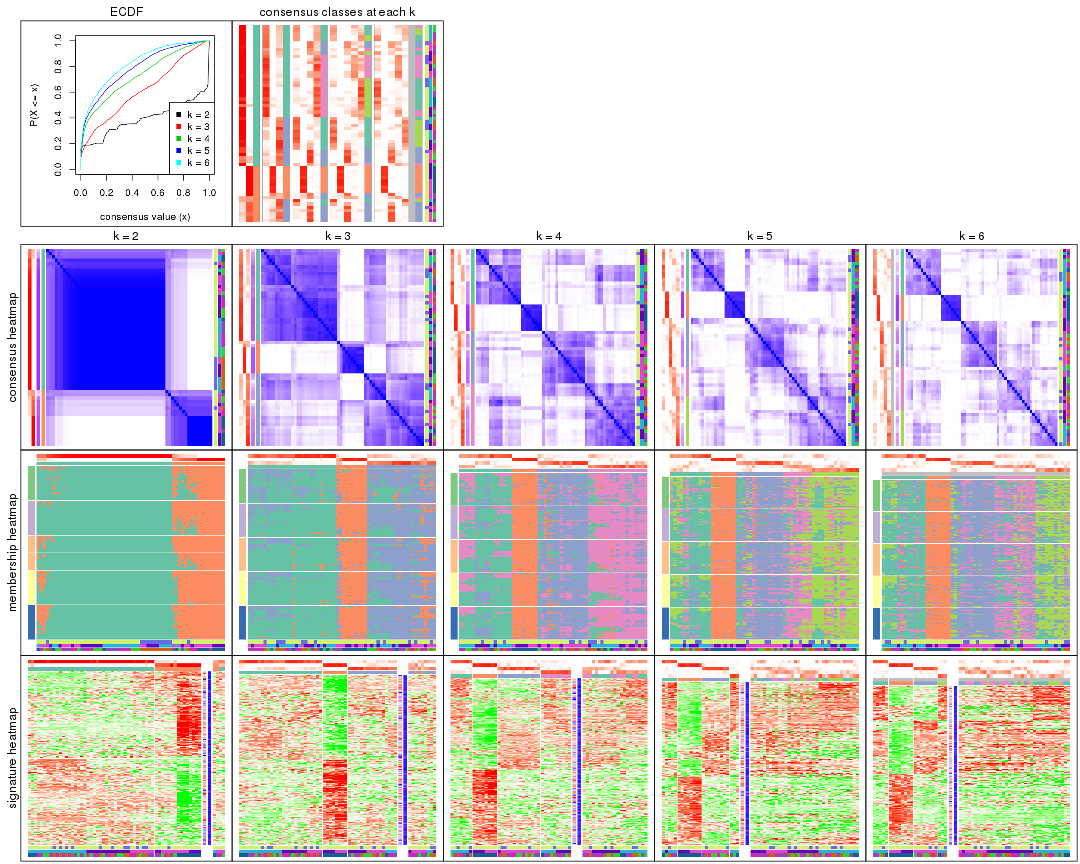 ECDF
consensus classes at each k
P(X <= x)
0.0 0.2 0.4 0.6 0.8 1.0
k = 2
k = 3
k = 4
k = 5
k = 6
0.0 0.2 0.4 0.6 0.8 1.0
consensus value (x)
k = 2
k = 3
k = 4
k = 5
k = 6
consensus heatmap
membership heatmap
signature heatmap